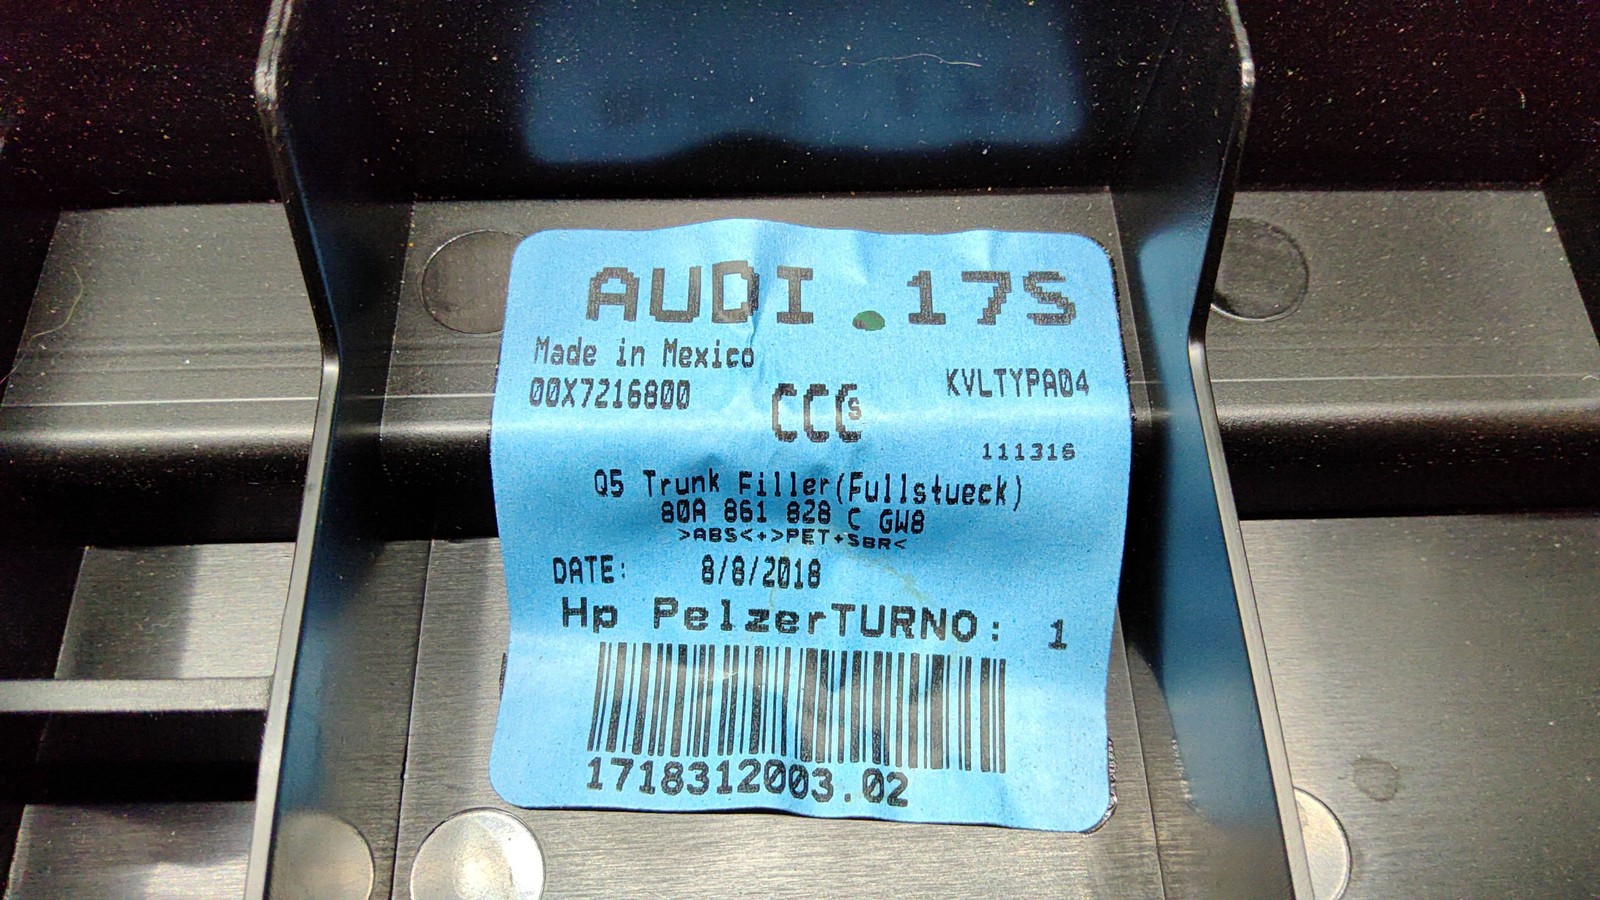 AUDI .17S
Made in Mexico
00X7216800
CCCs
KVLTYPA04
111316
Q5 Trunk Filler(Fullstueck)
80A 861 828 C GW8
>ABS<+>PET+SBR<
DATE: 8/8/2018
Hp PelzerTURNO: 1
1718312003.02